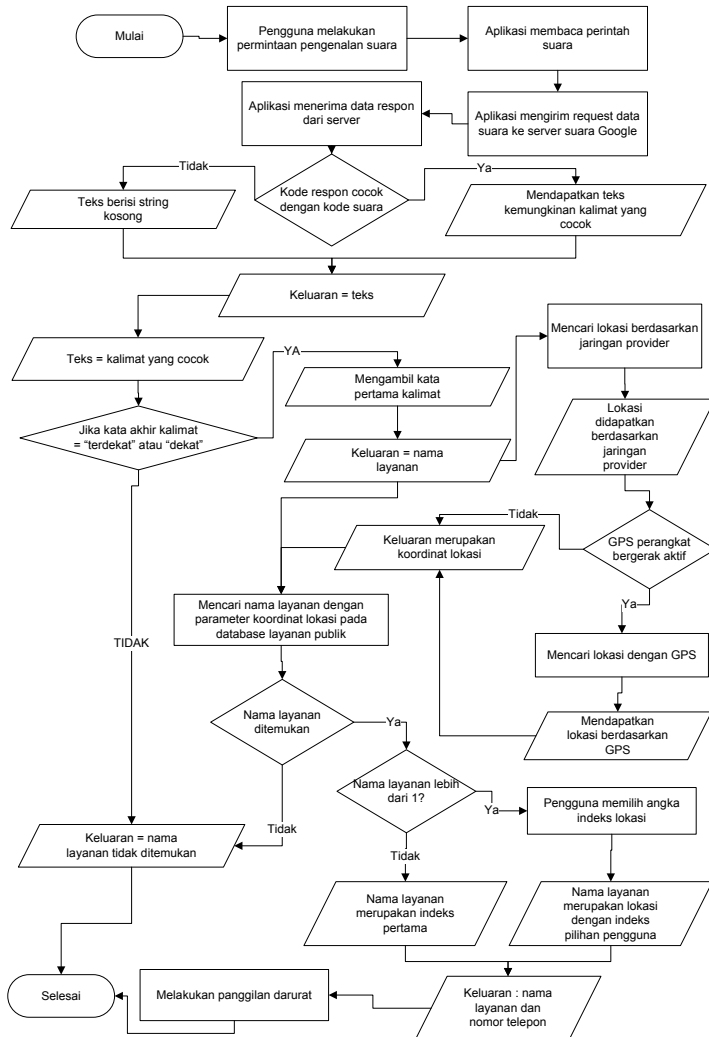 Mulai
Pengguna melakukan
permintaan pengenalan suara
Aplikasi membaca perintah
suara
Aplikasi menerima data respon
dari server
Aplikasi mengirim request data
suara ke server suara Google
Tidak
Kode respon cocok
dengan kode suara
Ya
Teks berisi string
kosong
Mendapatkan teks
kemungkinan kalimat yang
cocok
Keluaran = teks
Teks = kalimat yang cocok
YA
Mengambil kata
pertama kalimat
Mencari lokasi berdasarkan
jaringan provider
Jika kata akhir kalimat
= “terdekat” atau “dekat”
Keluaran = nama
layanan
Lokasi
didapatkan
berdasarkan
jaringan
provider
Tidak
Keluaran merupakan
koordinat lokasi
GPS perangkat
bergerak aktif
Ya
TIDAK
Mencari nama layanan dengan
parameter koordinat lokasi pada
database layanan publik
Mencari lokasi dengan GPS
Mendapatkan
lokasi berdasarkan
GPS
Nama layanan
ditemukan
Ya
Nama layanan lebih
dari 1?
Ya
Pengguna memilih angka
indeks lokasi
Tidak
Keluaran = nama
layanan tidak ditemukan
Tidak
Nama layanan
merupakan indeks
pertama
Nama layanan
merupakan lokasi
dengan indeks
pilihan pengguna
Selesai
Melakukan panggilan darurat
Keluaran : nama
layanan dan
nomor telepon